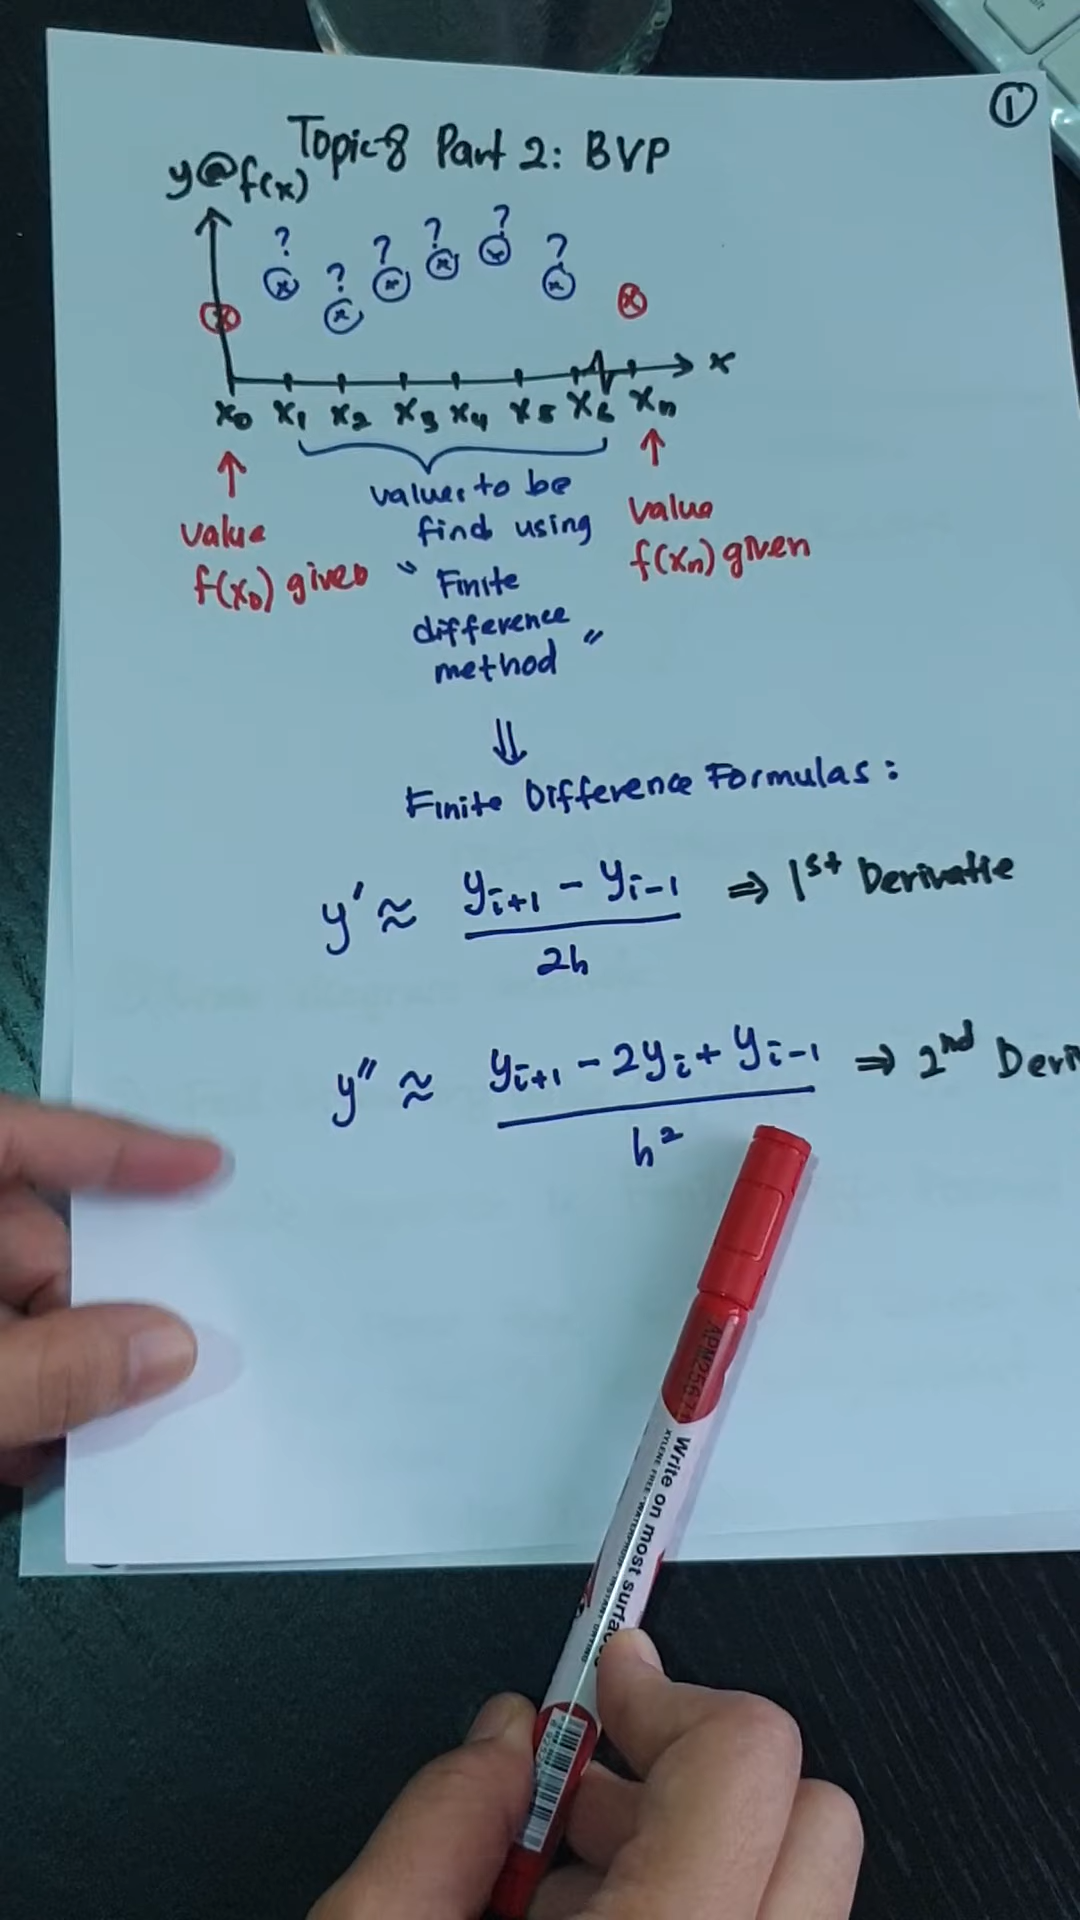 ①
Topic 8 Part 2: BVP
y@f(x)
? ? ? ? ? ?
x
x₀ x₁ x₂ x₃ x₄ x₅ x₆ xₙ
value
f(x₀) given
values to be
find using
" Finite
difference
method "
value
f(xₙ) given
⇓
Finite Difference Formulas:
y' ≈ (yᵢ₊₁ - yᵢ₋₁) / 2h ⇒ 1st Derivatie
y'' ≈ (yᵢ₊₁ - 2yᵢ + yᵢ₋₁) / h² ⇒ 2nd Deri
Write on most surfa